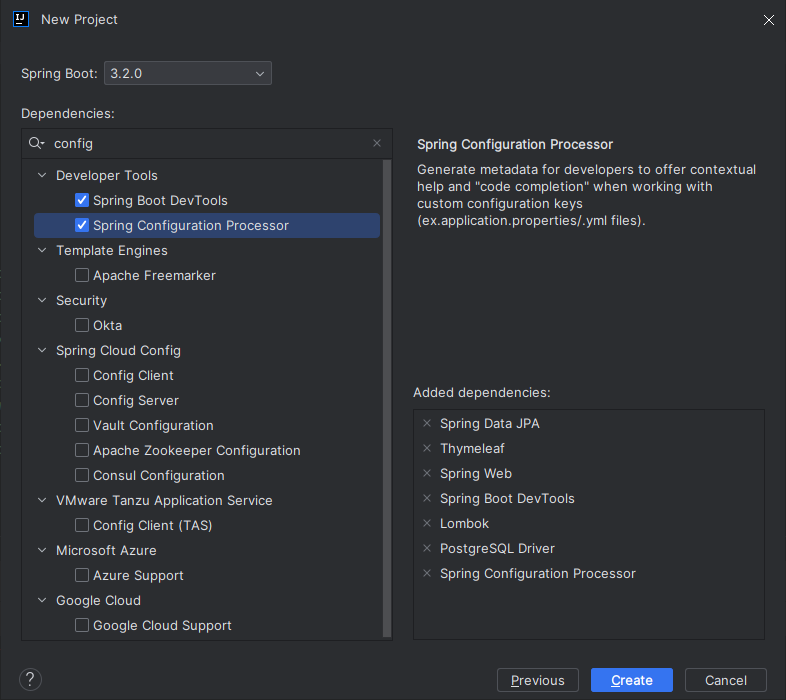 New Project
Spring Boot: 3.2.0
Dependencies:
config
Developer Tools
Spring Boot DevTools
Spring Configuration Processor
Template Engines
Apache Freemarker
Security
Okta
Spring Cloud Config
Config Client
Config Server
Vault Configuration
Apache Zookeeper Configuration
Consul Configuration
VMware Tanzu Application Service
Config Client (TAS)
Microsoft Azure
Azure Support
Google Cloud
Google Cloud Support
Spring Configuration Processor
Generate metadata for developers to offer contextual
help and "code completion" when working with
custom configuration keys
(ex.application.properties/.yml files).
Added dependencies:
Spring Data JPA
Thymeleaf
Spring Web
Spring Boot DevTools
Lombok
PostgreSQL Driver
Spring Configuration Processor
? Previous Create Cancel